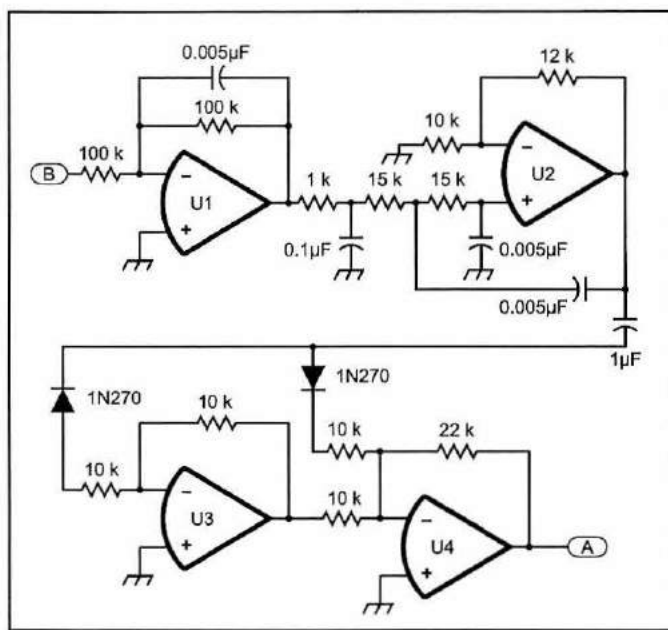 0.005µF
100 k
B
100 k
−
+
U1
1 k
15 k
15 k
0.1µF
0.005µF
0.005µF
12 k
10 k
−
+
U2
1µF
1N270
1N270
10 k
10 k
−
+
U3
10 k
10 k
22 k
−
+
U4
A